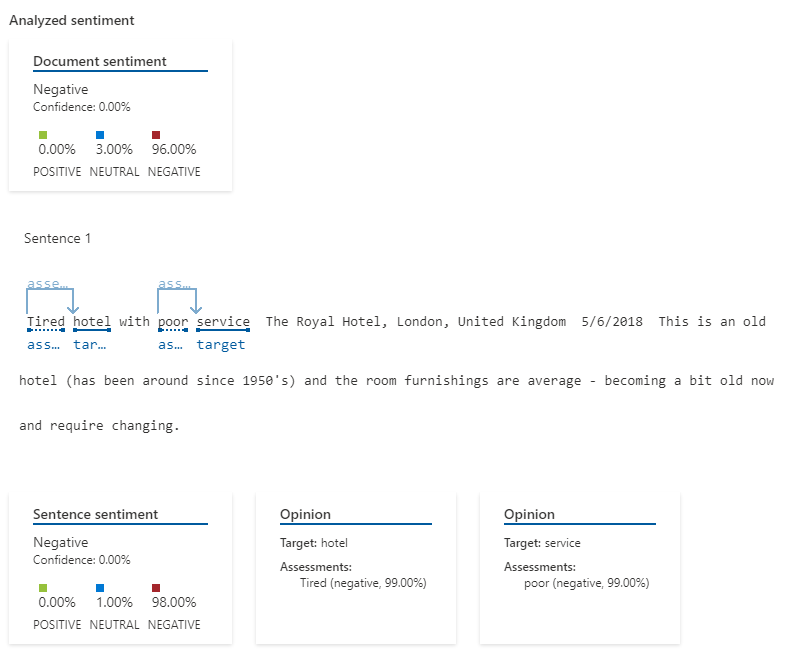 Analyzed sentiment
Document sentiment
Negative
Confidence: 0.00%
0.00% 3.00% 96.00%
POSITIVE NEUTRAL NEGATIVE
Sentence 1
asse... ass...
Tired hotel with poor service The Royal Hotel, London, United Kingdom 5/6/2018 This is an old
ass... tar... as... target
hotel (has been around since 1950's) and the room furnishings are average - becoming a bit old now
and require changing.
Sentence sentiment
Negative
Confidence: 0.00%
0.00% 1.00% 98.00%
POSITIVE NEUTRAL NEGATIVE
Opinion
Target: hotel
Assessments:
Tired (negative, 99.00%)
Opinion
Target: service
Assessments:
poor (negative, 99.00%)